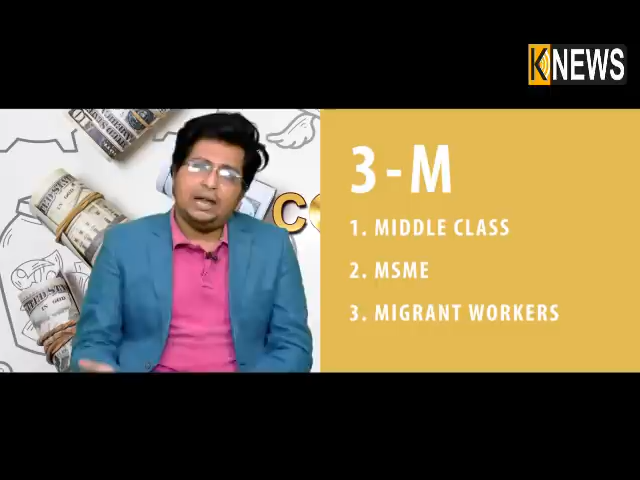 KNEWS
3-M
1. MIDDLE CLASS
2. MSME
3. MIGRANT WORKERS